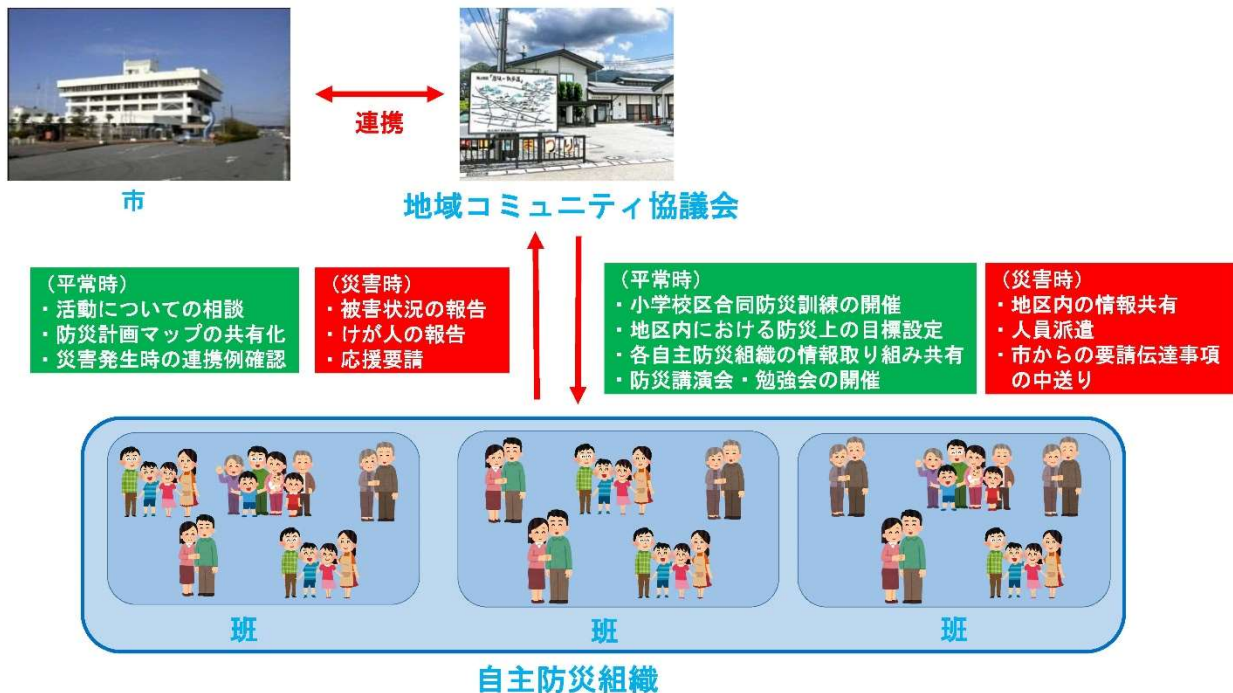 連携
市
地域コミュニティ協議会
（平常時）
・活動についての相談
・防災計画マップの共有化
・災害発生時の連携例確認
（災害時）
・被害状況の報告
・けが人の報告
・応援要請
（平常時）
・小学校区合同防災訓練の開催
・地区内における防災上の目標設定
・各自主防災組織の情報取り組み共有
・防災講演会・勉強会の開催
（災害時）
・地区内の情報共有
・人員派遣
・市からの要請伝達事項
の中送り
班
班
班
自主防災組織